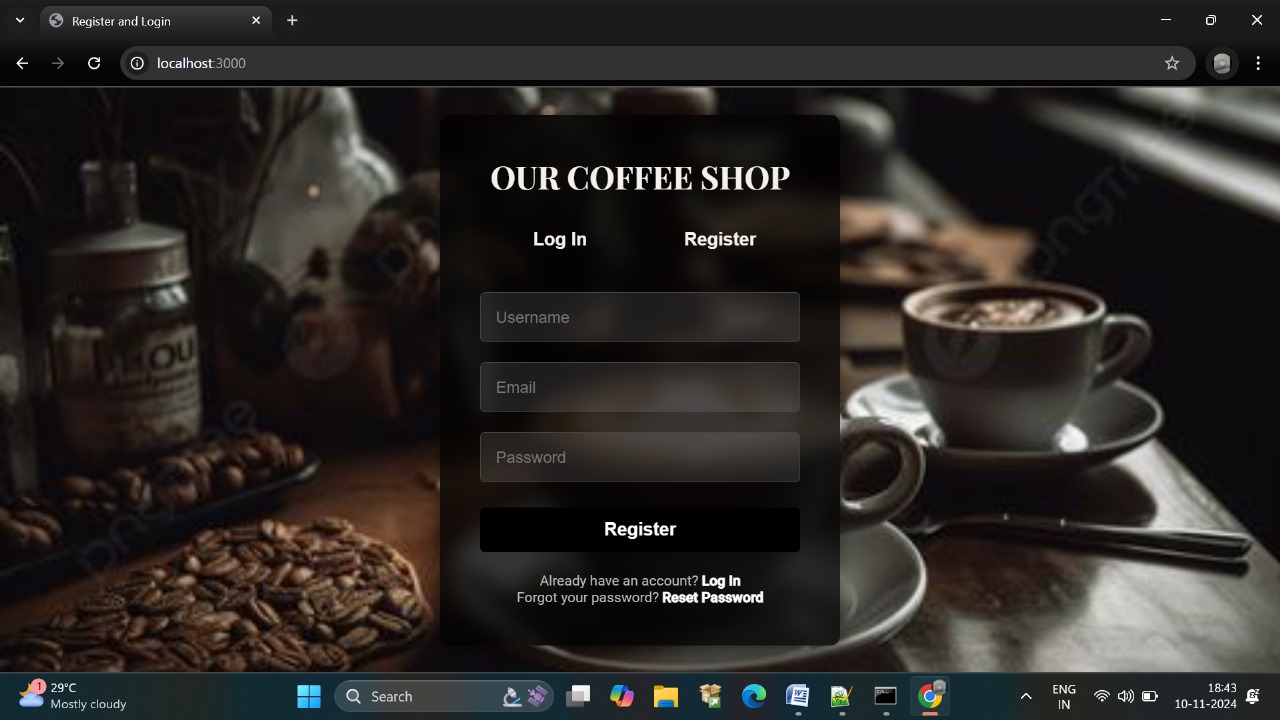 Register and Login
localhost:3000
OUR COFFEE SHOP
Log In
Register
Username
Email
Password
Register
Already have an account? Log In
Forgot your password? Reset Password
1
29°C
Mostly cloudy
Search
ENG
IN
18:43
10-11-2024